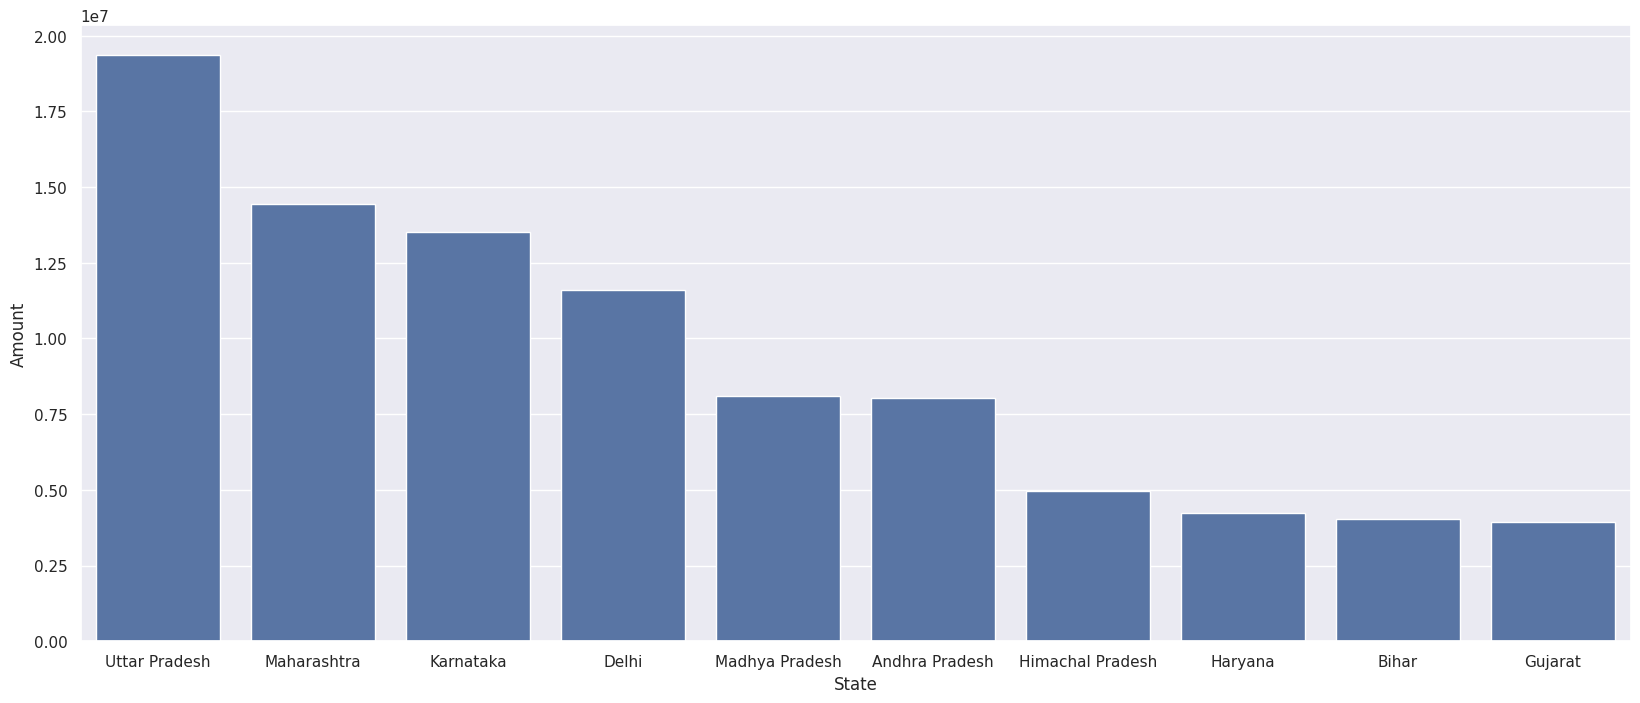 1e7
2.00
1.75
1.50
1.25
1.00
0.75
0.50
0.25
0.00
Amount
Uttar Pradesh Maharashtra Karnataka Delhi Madhya Pradesh Andhra Pradesh Himachal Pradesh Haryana Bihar Gujarat
State